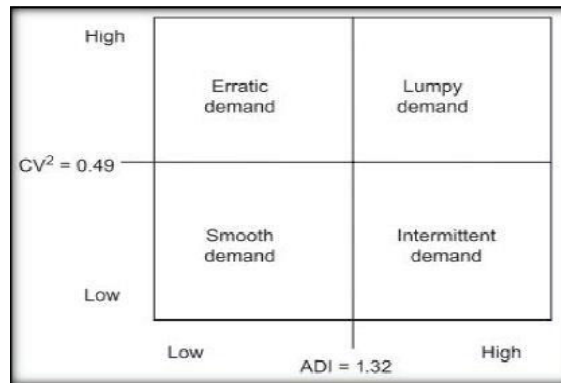 High
Erratic
demand
Lumpy
demand
CV² = 0.49
Smooth
demand
Intermittent
demand
Low
Low
ADI = 1.32
High